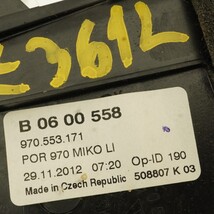 E361L
B 06 00 558
970.553.171
POR 970 MIKO LI
29.11.2012 07:20 Op-ID 190
Made in Czech Republic 508807 K 03